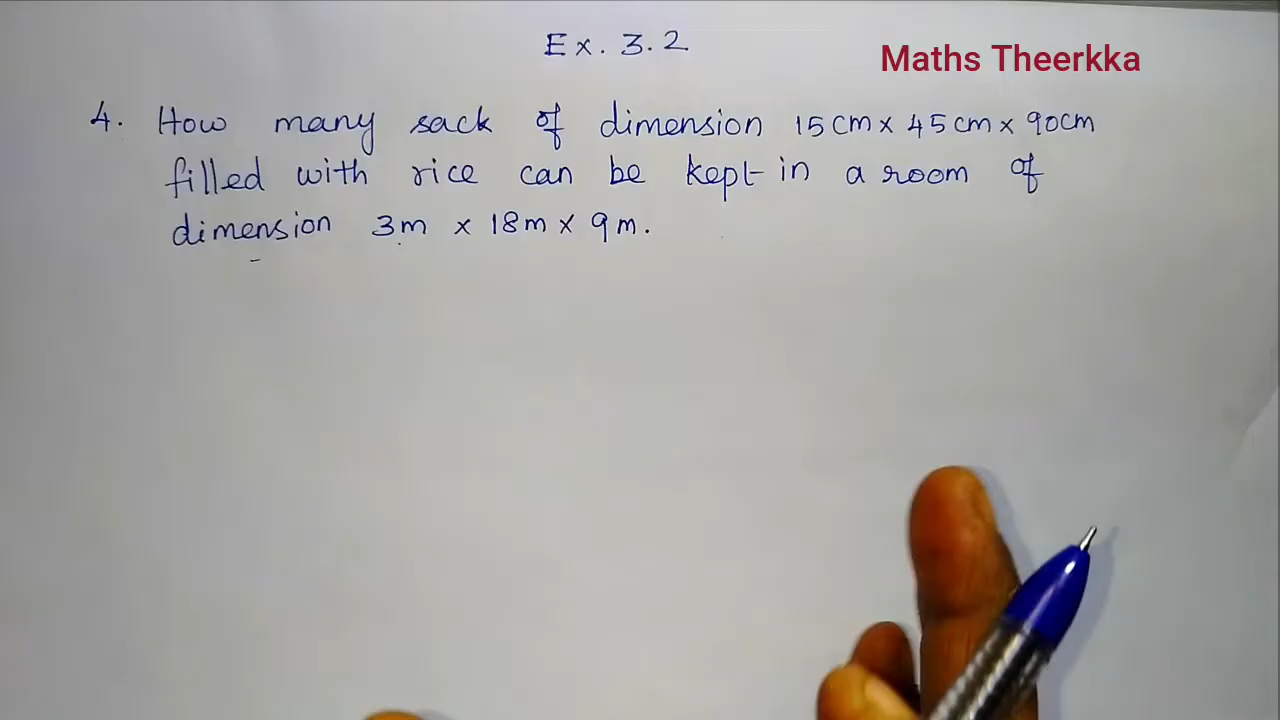 Ex. 3.2
Maths Theerkka
4. How many sack of dimension 15cm x 45cm x 90cm
filled with rice can be kept in a room of
dimension 3m x 18m x 9m.